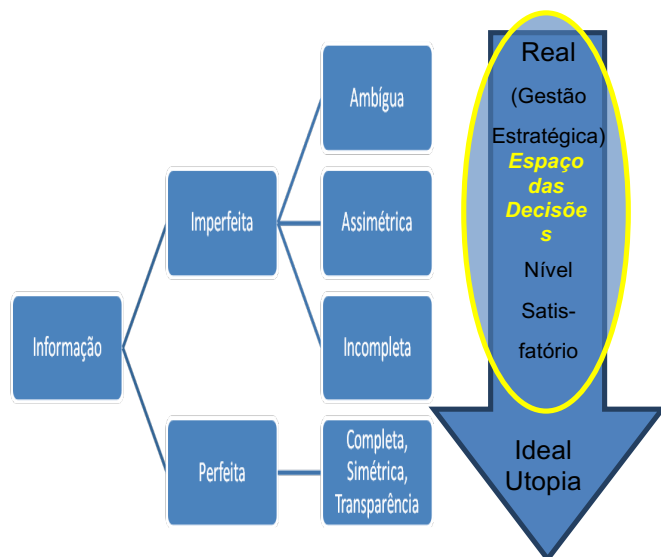 Informação
Imperfeita
Perfeita
Ambígua
Assimétrica
Incompleta
Completa,
Simétrica,
Transparência
Real
(Gestão
Estratégica)
Espaço
das
Decisõe
s
Nível
Satis-
fatório
Ideal
Utopia